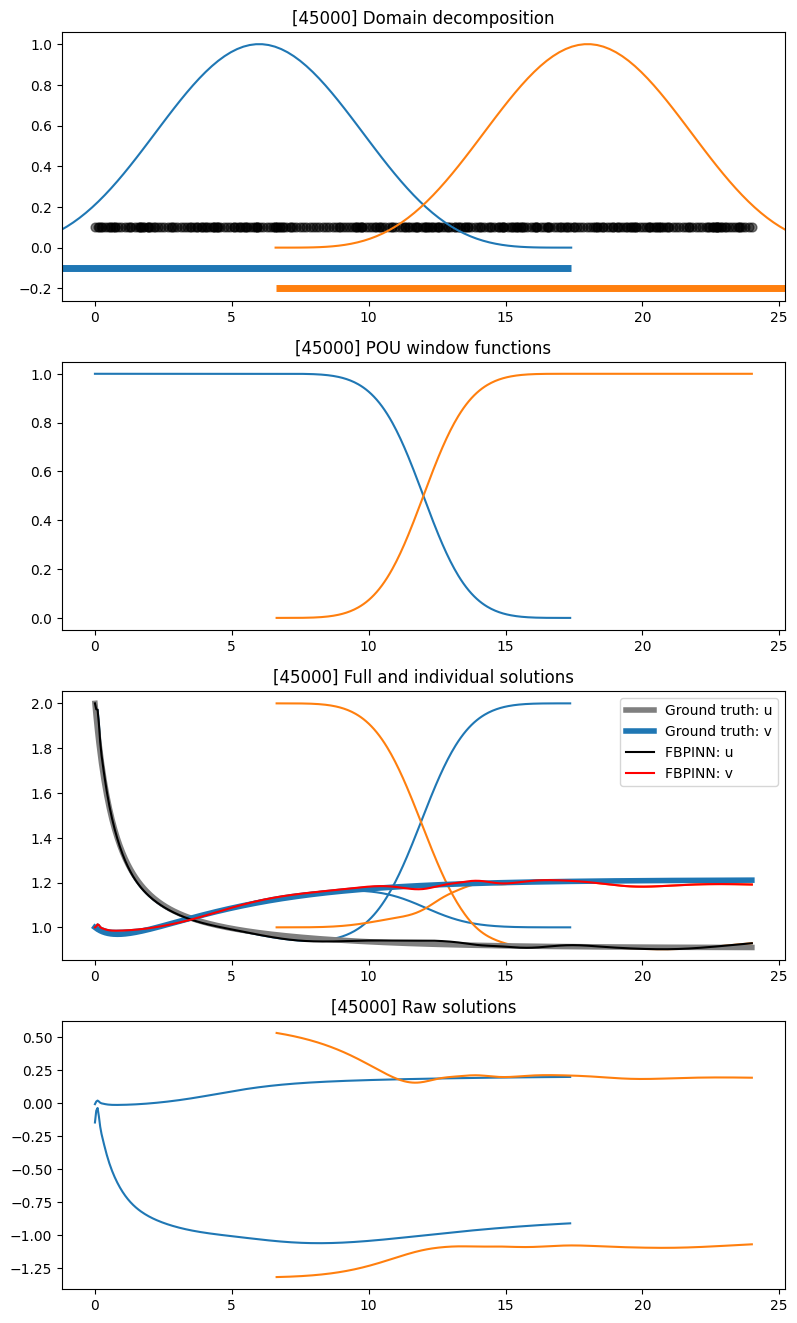 [45000] Domain decomposition
1.0
0.8
0.6
0.4
0.2
0.0
−0.2
0 5 10 15 20 25
[45000] POU window functions
1.0
0.8
0.6
0.4
0.2
0.0
0 5 10 15 20 25
[45000] Full and individual solutions
2.0
1.8
1.6
1.4
1.2
1.0
Ground truth: u
Ground truth: v
FBPINN: u
FBPINN: v
0 5 10 15 20 25
[45000] Raw solutions
0.50
0.25
0.00
−0.25
−0.50
−0.75
−1.00
−1.25
0 5 10 15 20 25